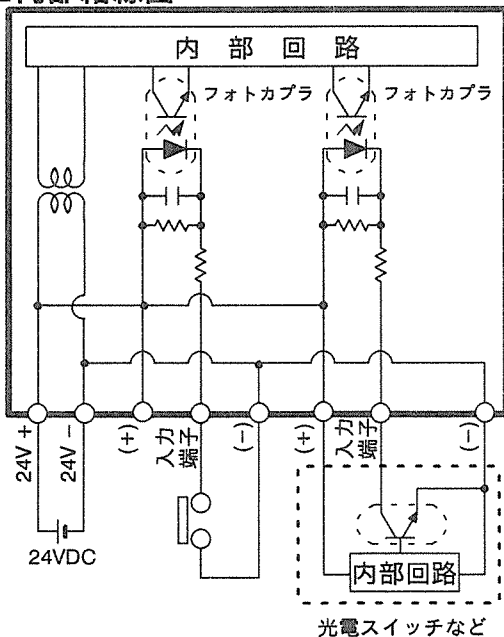 内部回路
フォトカプラ
フォトカプラ
24V +
24V −
(+)
入力
端子
(−)
(+)
入力
端子
(−)
24VDC
内部回路
光電スイッチなど